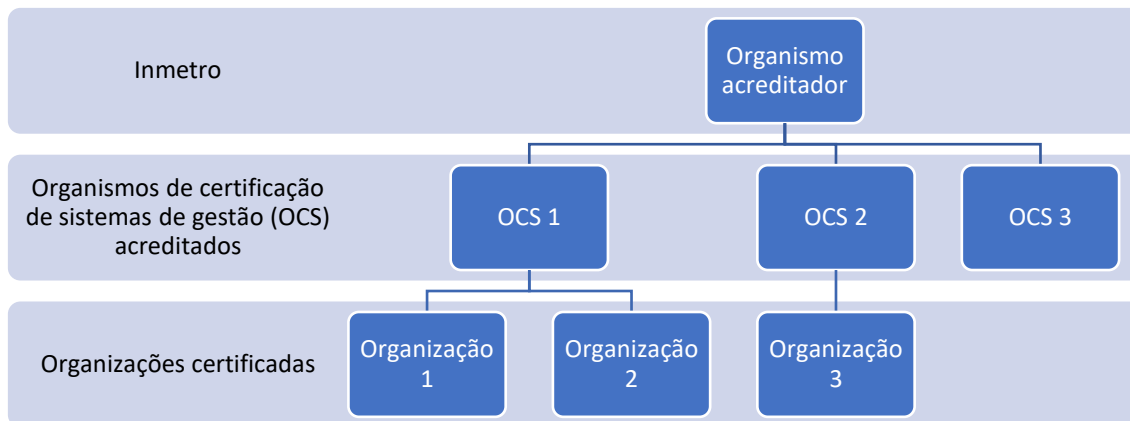 Inmetro
Organismo
acreditador
Organismos de certificação
de sistemas de gestão (OCS)
acreditados
OCS 1
OCS 2
OCS 3
Organizações certificadas
Organização
1
Organização
2
Organização
3